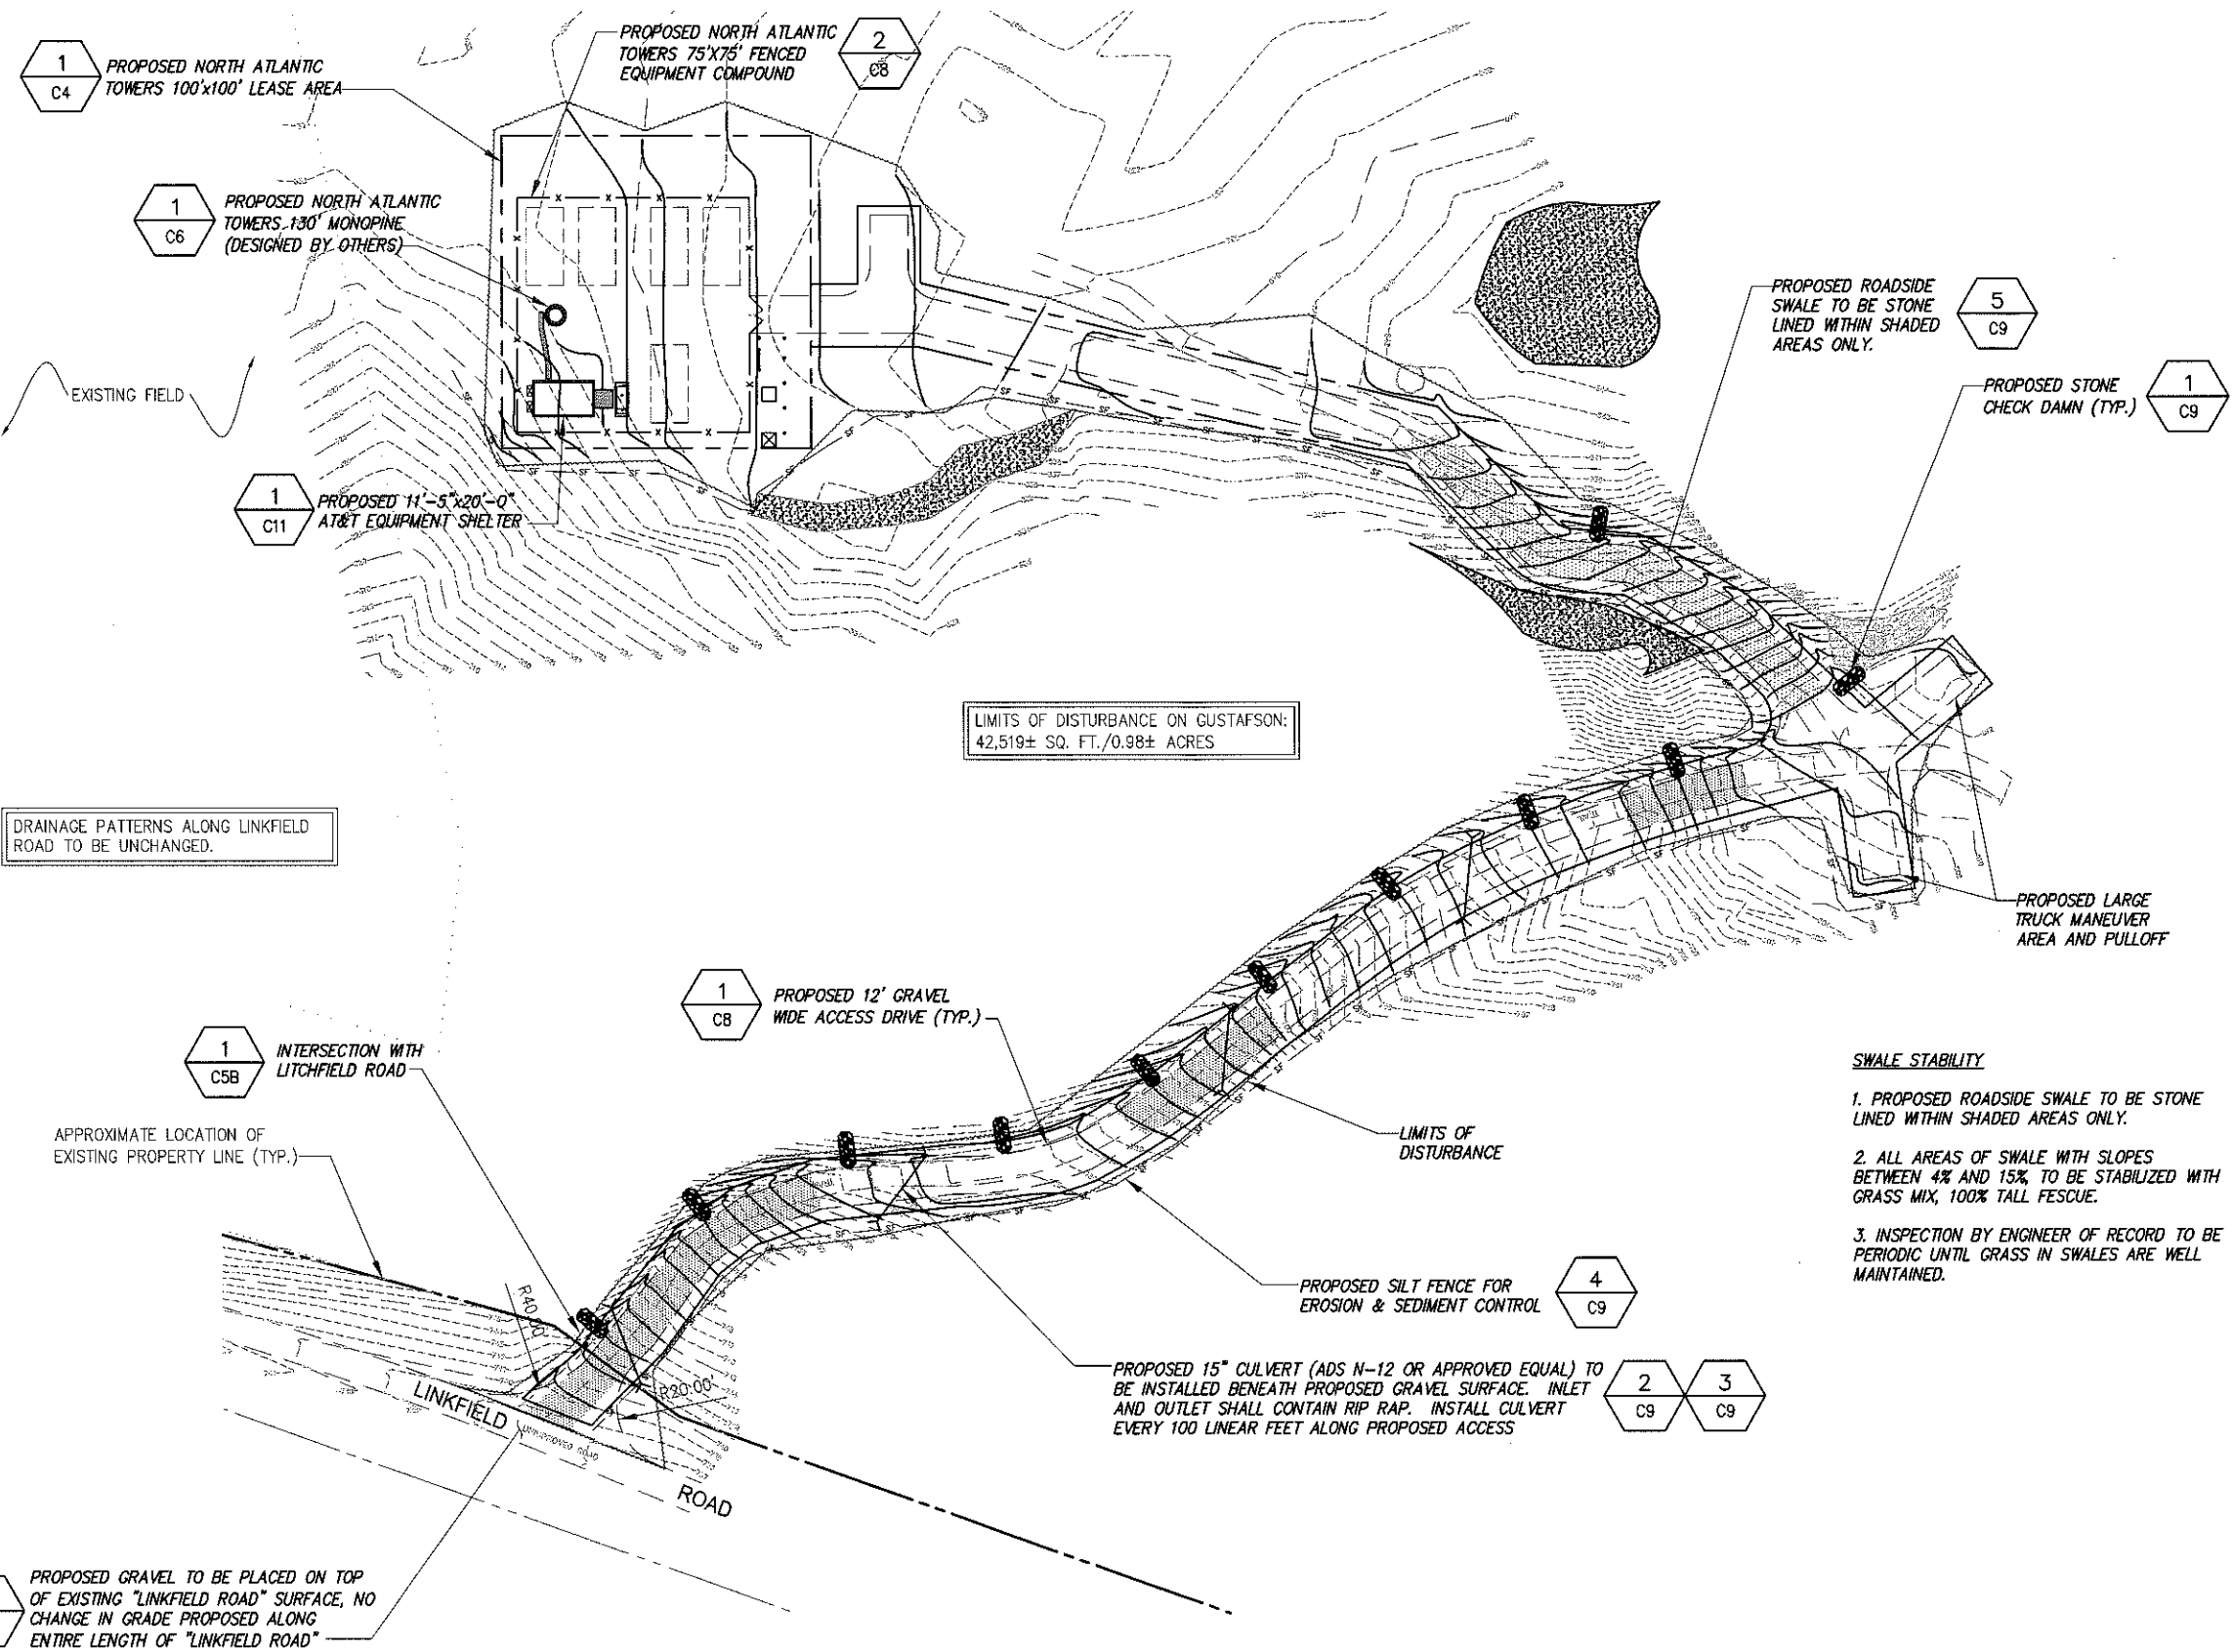 1
C4
PROPOSED NORTH ATLANTIC
TOWERS 100'x100' LEASE AREA
PROPOSED NORTH ATLANTIC
TOWERS 75'X75' FENCED
EQUIPMENT COMPOUND
2
C8
1
C6
PROPOSED NORTH ATLANTIC
TOWERS 130' MONOPINE
(DESIGNED BY OTHERS)
PROPOSED ROADSIDE
SWALE TO BE STONE
LINED WITHIN SHADED
AREAS ONLY.
5
C9
EXISTING FIELD
PROPOSED STONE
CHECK DAMN (TYP.)
1
C9
1
C11
PROPOSED 11'-5"x20'-0"
AT&T EQUIPMENT SHELTER
LIMITS OF DISTURBANCE ON GUSTAFSON:
42,519± SQ. FT./0.98± ACRES
DRAINAGE PATTERNS ALONG LINKFIELD
ROAD TO BE UNCHANGED.
PROPOSED LARGE
TRUCK MANEUVER
AREA AND PULLOFF
1
C8
PROPOSED 12' GRAVEL
WIDE ACCESS DRIVE (TYP.)
1
C5B
INTERSECTION WITH
LITCHFIELD ROAD
APPROXIMATE LOCATION OF
EXISTING PROPERTY LINE (TYP.)
LIMITS OF
DISTURBANCE
SWALE STABILITY
1. PROPOSED ROADSIDE SWALE TO BE STONE
LINED WITHIN SHADED AREAS ONLY.
2. ALL AREAS OF SWALE WITH SLOPES
BETWEEN 4% AND 15%, TO BE STABILIZED WITH
GRASS MIX, 100% TALL FESCUE.
3. INSPECTION BY ENGINEER OF RECORD TO BE
PERIODIC UNTIL GRASS IN SWALES ARE WELL
MAINTAINED.
PROPOSED SILT FENCE FOR
EROSION & SEDIMENT CONTROL
4
C9
R40.00'
R20.00'
PROPOSED 15" CULVERT (ADS N-12 OR APPROVED EQUAL) TO
BE INSTALLED BENEATH PROPOSED GRAVEL SURFACE. INLET
AND OUTLET SHALL CONTAIN RIP RAP. INSTALL CULVERT
EVERY 100 LINEAR FEET ALONG PROPOSED ACCESS
2
C9
3
C9
LINKFIELD
UNIMPROVED ROAD
ROAD
PROPOSED GRAVEL TO BE PLACED ON TOP
OF EXISTING "LINKFIELD ROAD" SURFACE, NO
CHANGE IN GRADE PROPOSED ALONG
ENTIRE LENGTH OF "LINKFIELD ROAD"